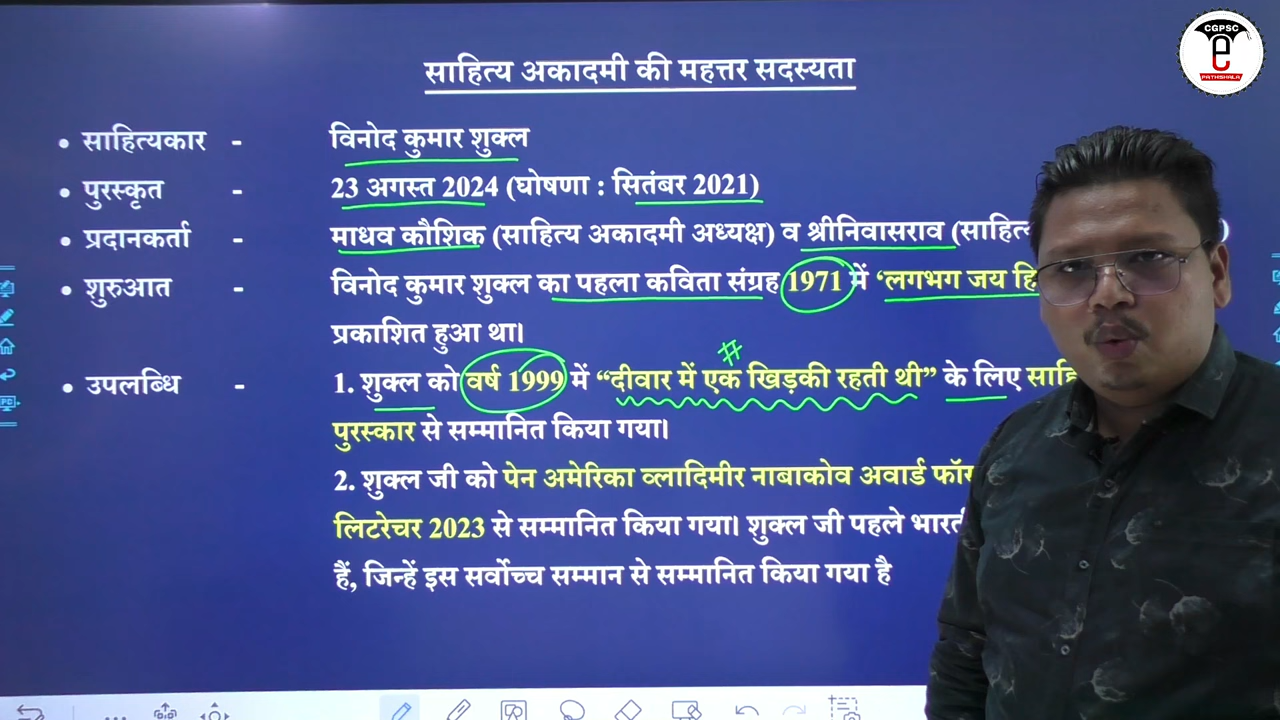 CGPSC
e
PATHSHALA
साहित्य अकादमी की महत्तर सदस्यता
• साहित्यकार - विनोद कुमार शुक्ल
• पुरस्कृत - 23 अगस्त 2024 (घोषणा : सितंबर 2021)
• प्रदानकर्ता - माधव कौशिक (साहित्य अकादमी अध्यक्ष) व श्रीनिवासराव (साहित्
• शुरुआत - विनोद कुमार शुक्ल का पहला कविता संग्रह 1971 में ‘लगभग जय हि
प्रकाशित हुआ था।
• उपलब्धि - 1. शुक्ल को वर्ष 1999 में “दीवार में एक खिड़की रहती थी” के लिए साहि
पुरस्कार से सम्मानित किया गया।
2. शुक्ल जी को पेन अमेरिका व्लादिमीर नाबाकोव अवार्ड फॉर
लिटरेचर 2023 से सम्मानित किया गया। शुक्ल जी पहले भारती
हैं, जिन्हें इस सर्वोच्च सम्मान से सम्मानित किया गया है